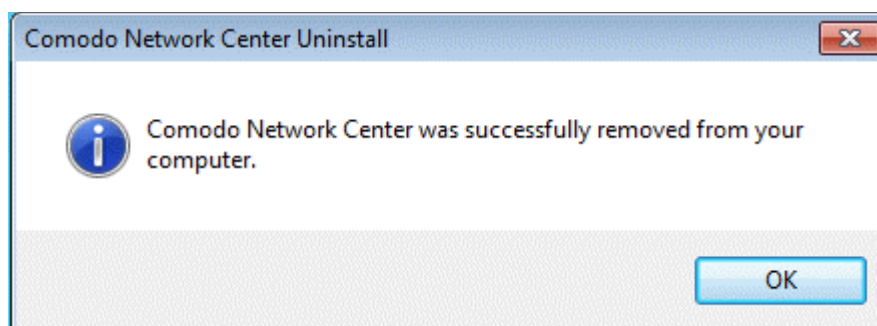 Comodo Network Center Uninstall
Comodo Network Center was successfully removed from your
computer.
OK